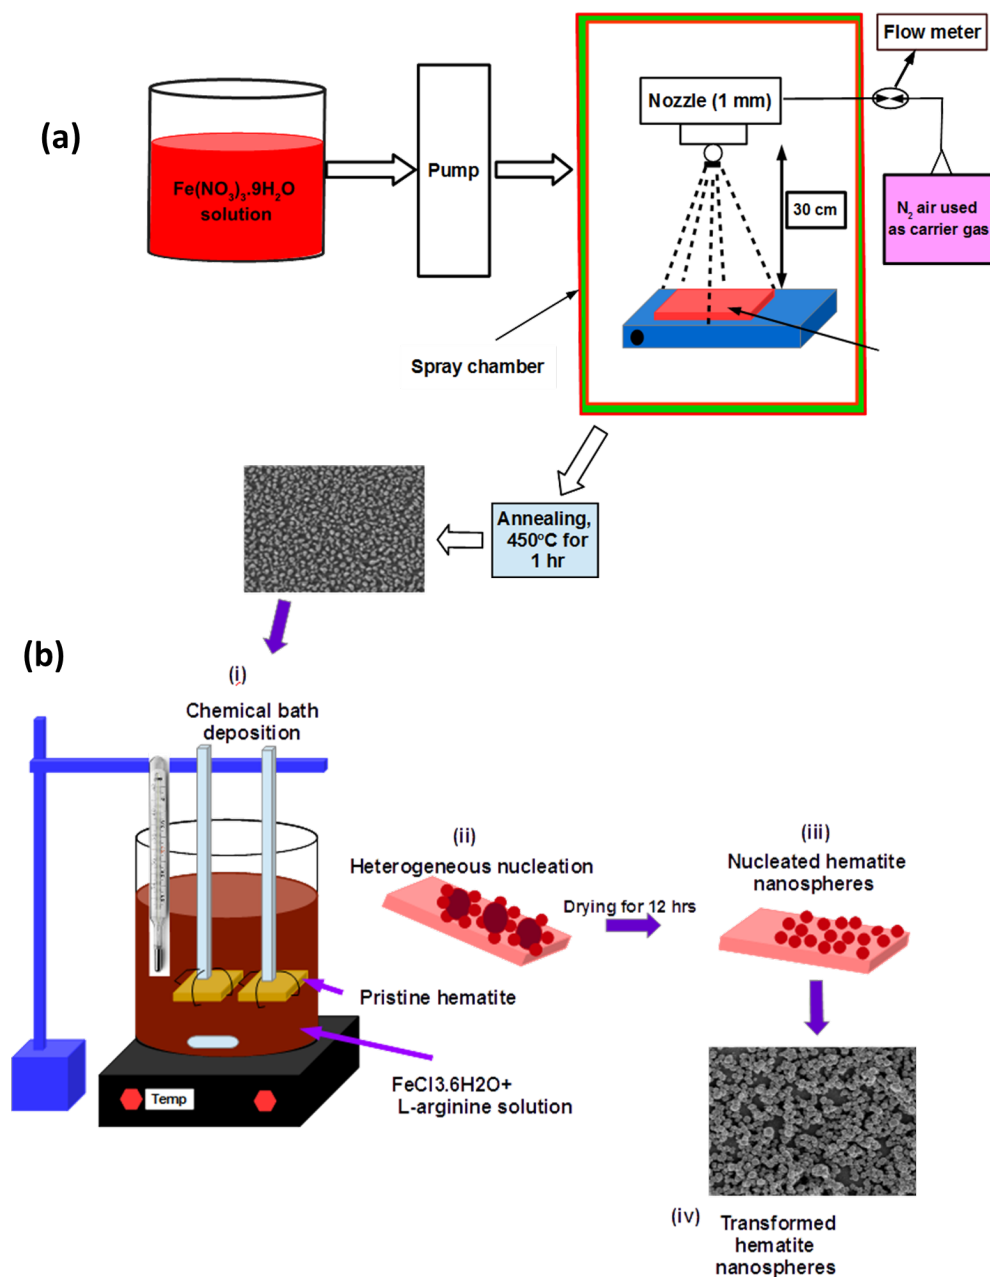 (a)
Fe(NO3)3.9H2O
solution
Pump
Nozzle (1 mm)
Flow meter
30 cm
N2 air used
as carrier gas
Spray chamber
Annealing,
450°C for
1 hr
(b)
(i)
Chemical bath
deposition
(ii)
Heterogeneous nucleation
Drying for 12 hrs
(iii)
Nucleated hematite
nanospheres
Pristine hematite
FeCl3.6H2O+
L-arginine solution
Temp
(iv)
Transformed
hematite
nanospheres